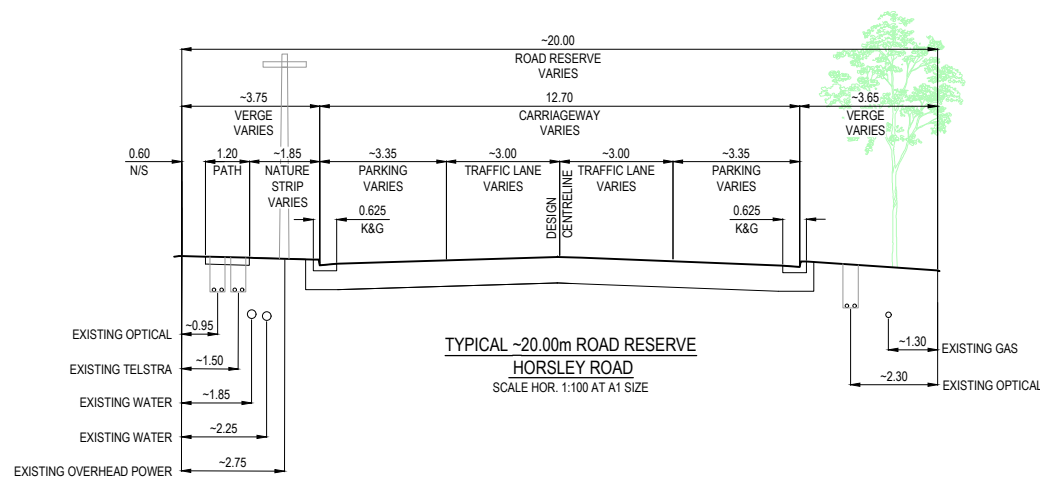 ~20.00
ROAD RESERVE
VARIES
~3.75
VERGE
VARIES
12.70
CARRIAGEWAY
VARIES
~3.65
VERGE
VARIES
0.60
N/S
1.20
PATH
~1.85
NATURE
STRIP
VARIES
~3.35
PARKING
VARIES
~3.00
TRAFFIC LANE
VARIES
DESIGN
CENTRELINE
~3.00
TRAFFIC LANE
VARIES
~3.35
PARKING
VARIES
0.625
K&G
0.625
K&G
EXISTING OPTICAL
~0.95
EXISTING TELSTRA
~1.50
EXISTING WATER
~1.85
EXISTING WATER
~2.25
EXISTING OVERHEAD POWER
~2.75
TYPICAL ~20.00m ROAD RESERVE
HORSLEY ROAD
SCALE HOR. 1:100 AT A1 SIZE
~1.30
EXISTING GAS
~2.30
EXISTING OPTICAL